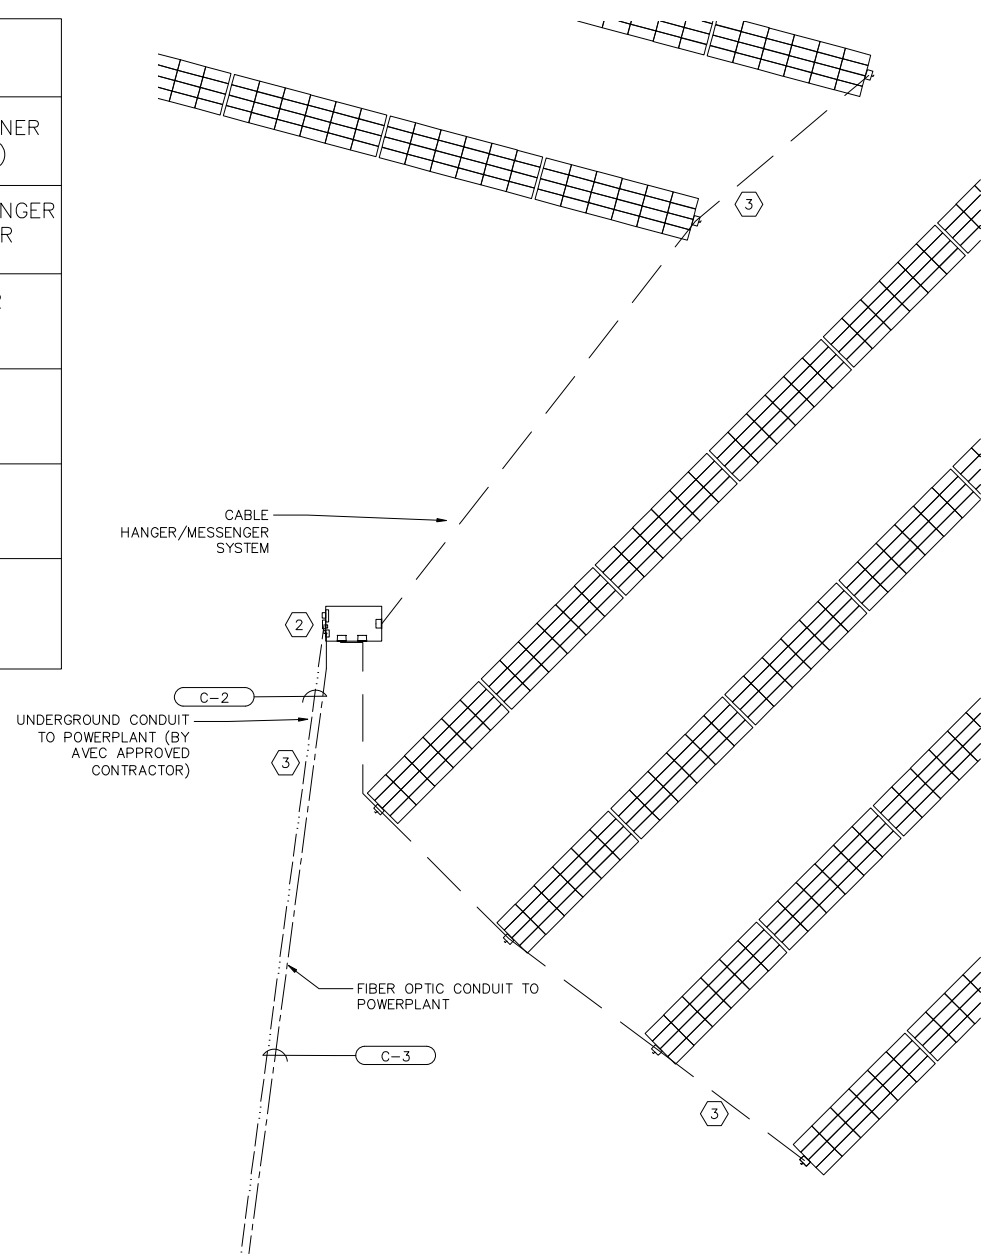 NER
)
NGER
R
3
CABLE
HANGER/MESSENGER
SYSTEM
2
C-2
UNDERGROUND CONDUIT
TO POWERPLANT (BY
AVEC APPROVED
CONTRACTOR)
3
FIBER OPTIC CONDUIT TO
POWERPLANT
C-3
3